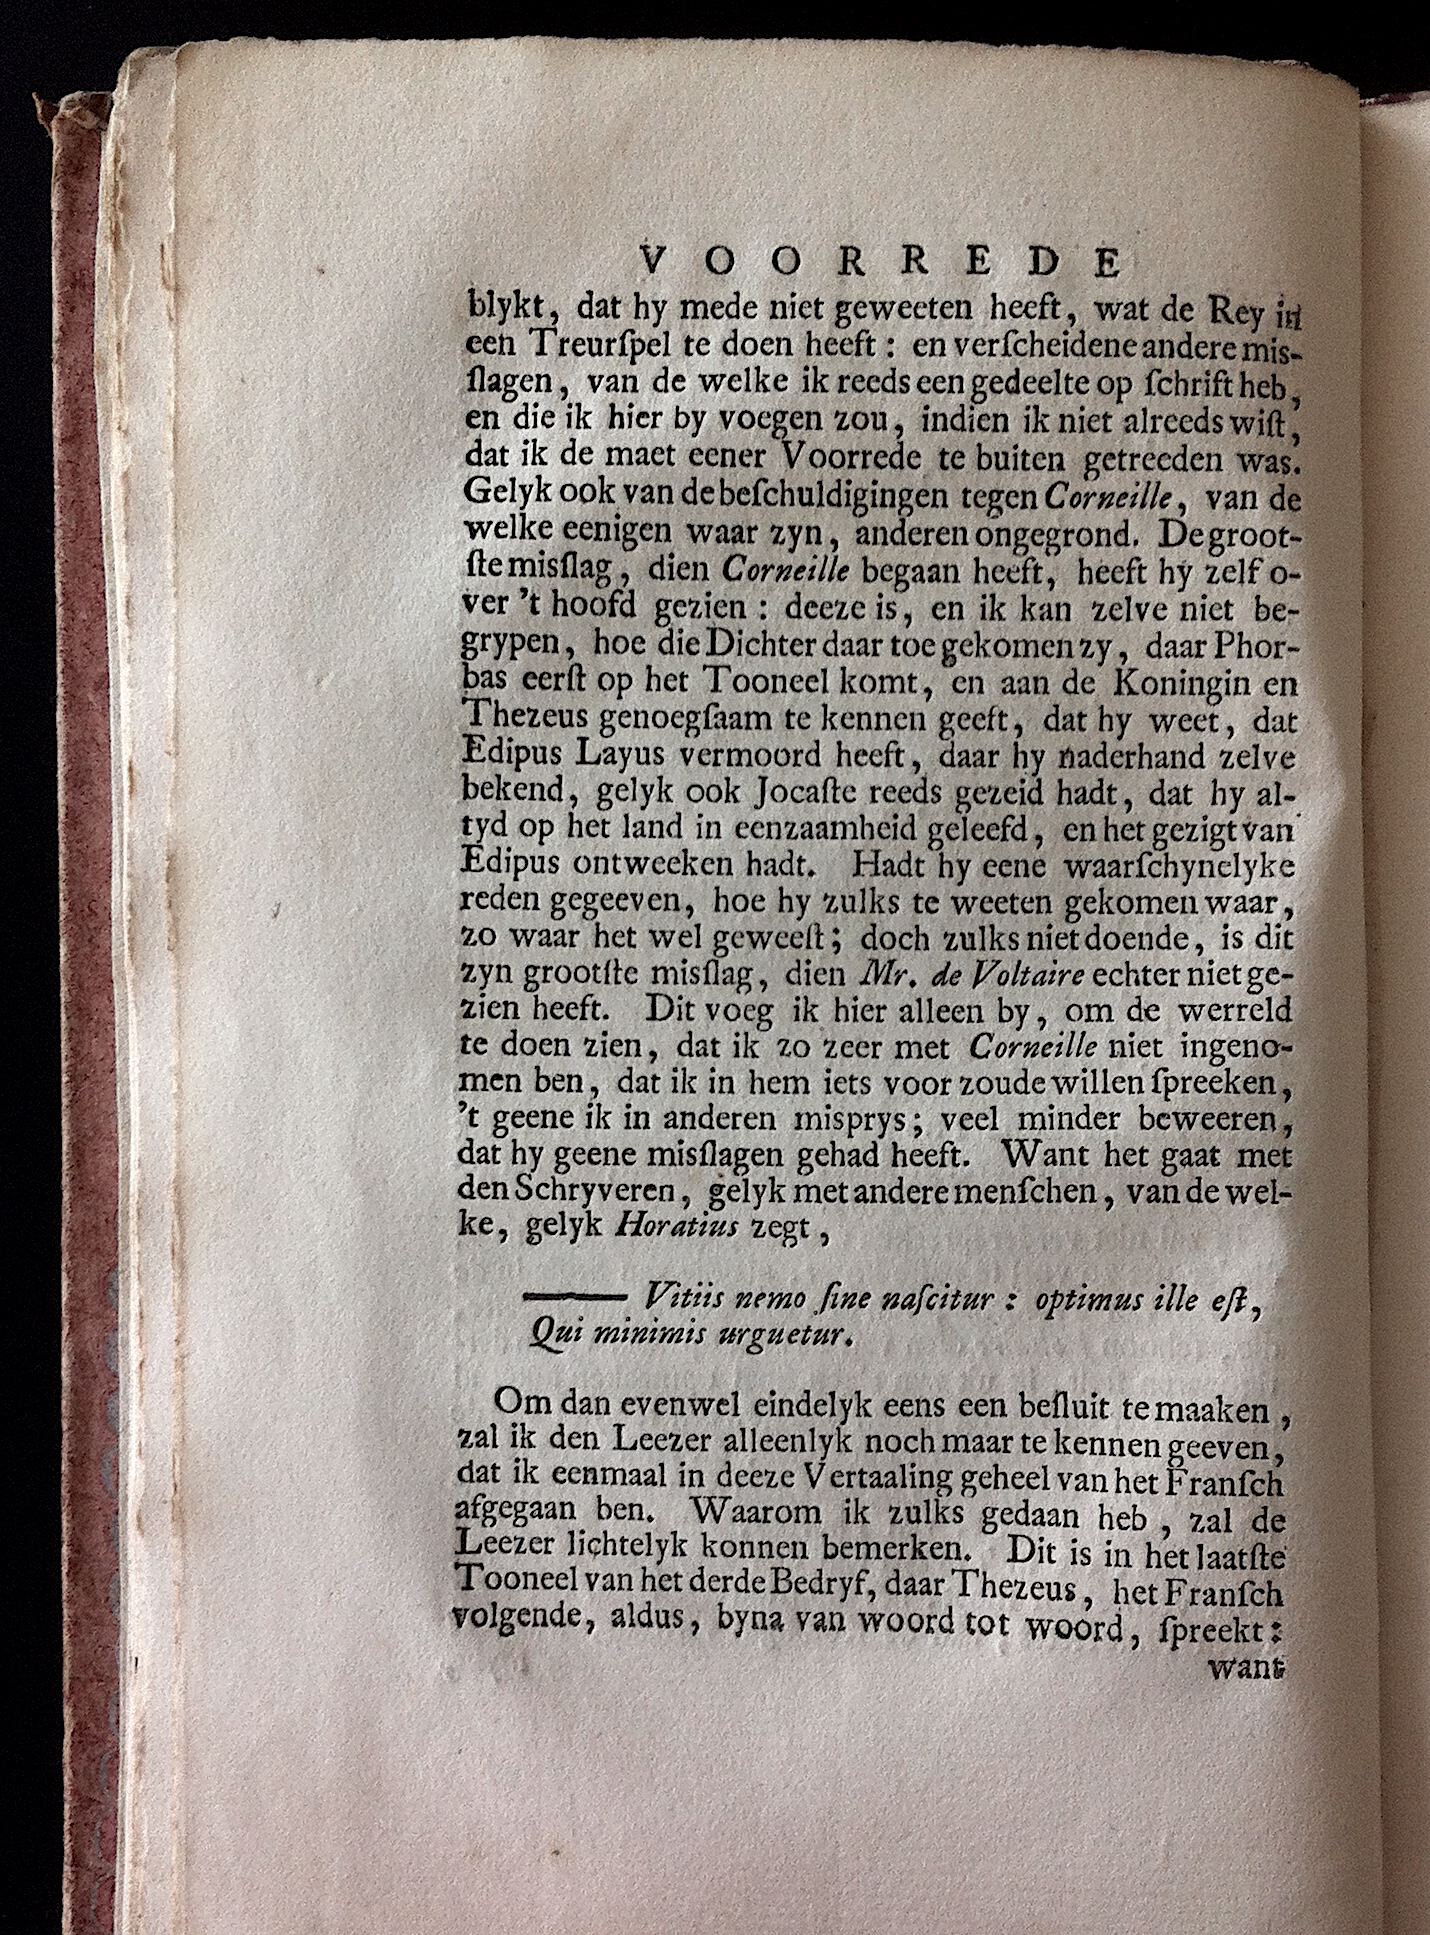 VOORREDE
blykt, dat hy mede niet geweeten heeft, wat de Rey in
een Treurſpel te doen heeft : en verſcheidene andere mis-
ſlagen, van de welke ik reeds een gedeelte op ſchrift heb,
en die ik hier by voegen zou, indien ik niet alreeds wiſt,
dat ik de maet eener Voorrede te buiten getreeden was.
Gelyk ook van de beſchuldigingen tegen Corneille, van de
welke eenigen waar zyn, anderen ongegrond. De groot-
ſte misſlag, dien Corneille begaan heeft, heeft hy zelf o-
ver 't hoofd gezien : deeze is, en ik kan zelve niet be-
grypen, hoe die Dichter daar toe gekomen zy, daar Phor-
bas eerſt op het Tooneel komt, en aan de Koningin en
Thezeus genoegſaam te kennen geeft, dat hy weet, dat
Edipus Layus vermoord heeft, daar hy naderhand zelve
bekend, gelyk ook Jocaſte reeds gezeid hadt, dat hy al-
tyd op het land in eenzaamheid geleefd, en het gezigt van
Edipus ontweeken hadt. Hadt hy eene waarſchynelyke
reden gegeeven, hoe hy zulks te weeten gekomen waar,
zo waar het wel geweeſt; doch zulks niet doende, is dit
zyn grootſte misſlag, dien Mr. de Voltaire echter niet ge-
zien heeft. Dit voeg ik hier alleen by, om de werreld
te doen zien, dat ik zo zeer met Corneille niet ingeno-
men ben, dat ik in hem iets voor zoude willen ſpreeken,
't geene ik in anderen misprys; veel minder beweeren,
dat hy geene misſlagen gehad heeft. Want het gaat met
den Schryveren, gelyk met andere menſchen, van de wel-
ke, gelyk Horatius zegt,
—— Vitiis nemo ſine naſcitur : optimus ille eſt,
Qui minimis urguetur.
Om dan evenwel eindelyk eens een beſluit te maaken,
zal ik den Leezer alleenlyk noch maar te kennen geeven,
dat ik eenmaal in deeze Vertaaling geheel van het Franſch
afgegaan ben. Waarom ik zulks gedaan heb, zal de
Leezer lichtelyk konnen bemerken. Dit is in het laatſte
Tooneel van het derde Bedryf, daar Thezeus, het Franſch
volgende, aldus, byna van woord tot woord, ſpreekt:
want